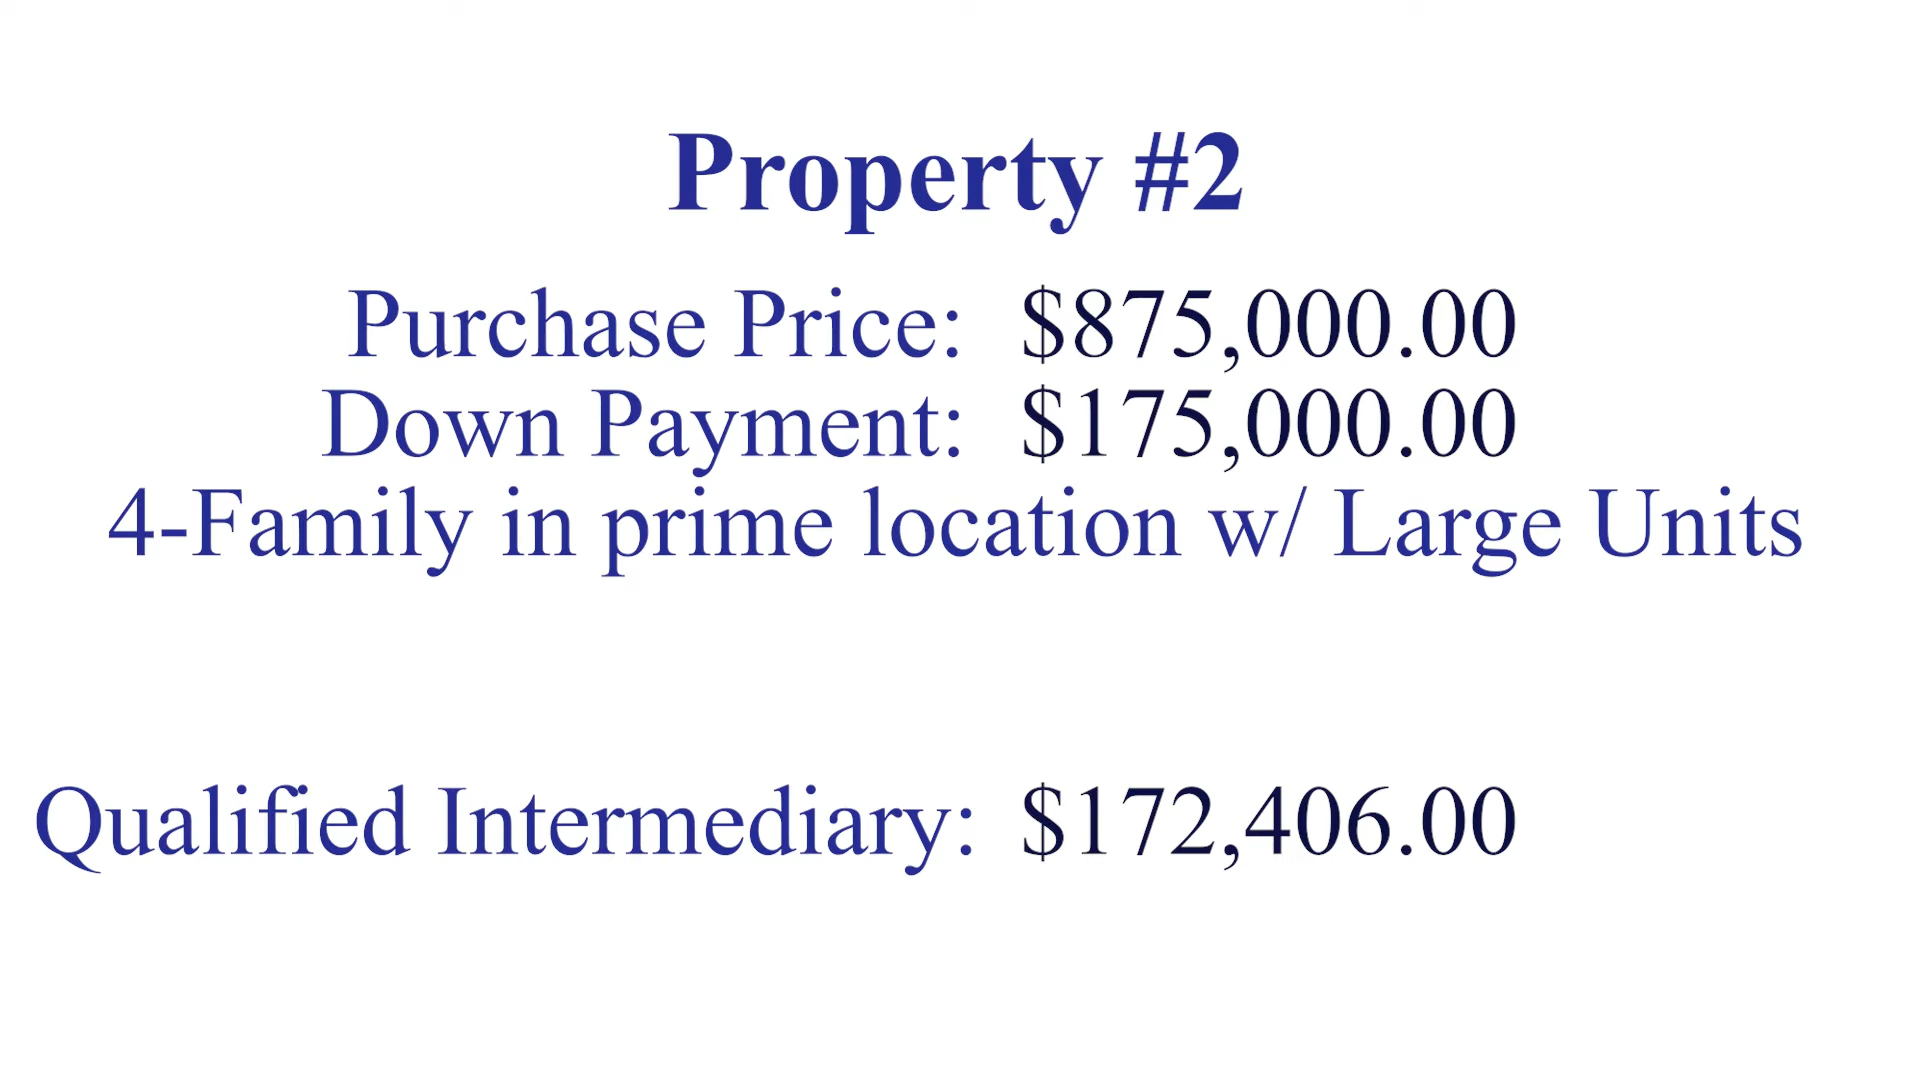 Property #2
Purchase Price: $875,000.00
Down Payment: $175,000.00
4-Family in prime location w/ Large Units
Qualified Intermediary: $172,406.00